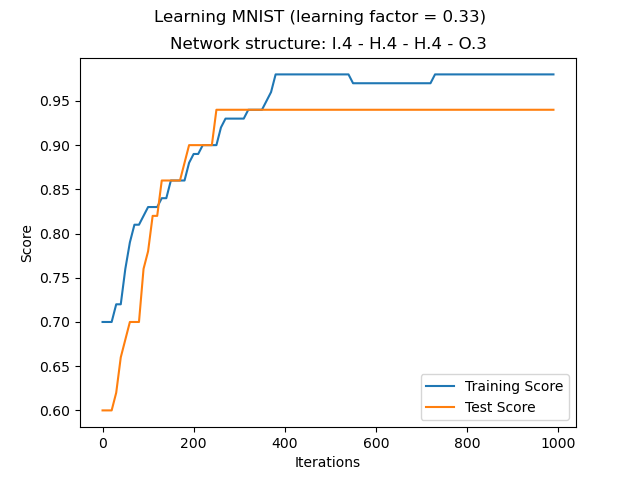 Learning MNIST (learning factor = 0.33)
Network structure: I.4 - H.4 - H.4 - O.3
0.95
0.90
0.85
0.80
0.75
0.70
0.65
0.60
Score
Training Score
Test Score
0
200
400
600
800
1000
Iterations